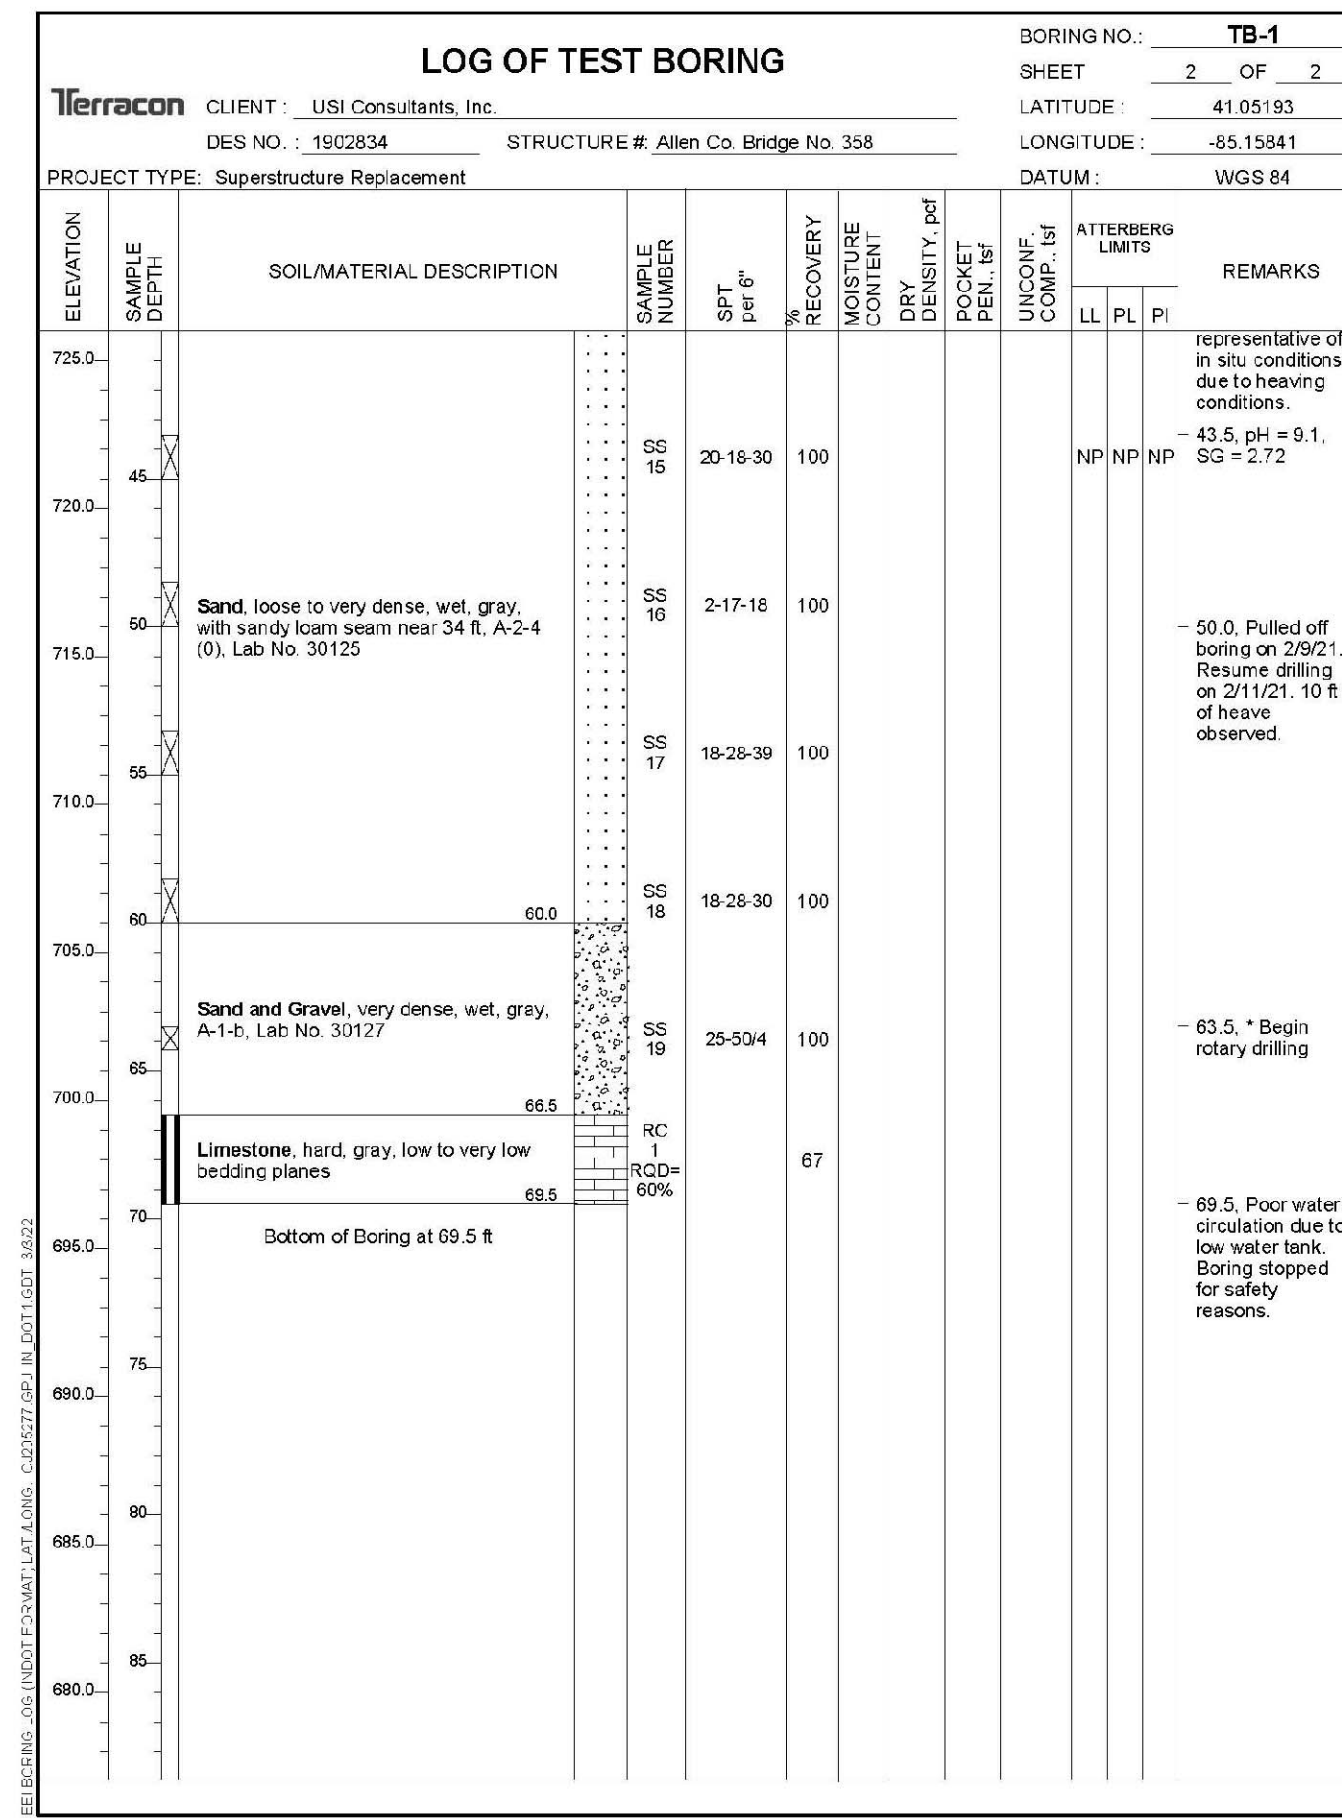 LOG OF TEST BORING
BORING NO.: TB-1
SHEET 2 OF 2
Terracon CLIENT : USI Consultants, Inc.
LATITUDE : 41.05193
DES NO. : 1902834 STRUCTURE #: Allen Co. Bridge No. 358
LONGITUDE : -85.15841
PROJECT TYPE: Superstructure Replacement
DATUM : WGS 84
ELEVATION
SAMPLE
DEPTH
SOIL/MATERIAL DESCRIPTION
SAMPLE
NUMBER
SPT
per 6"
%
RECOVERY
MOISTURE
CONTENT
DRY
DENSITY, pcf
POCKET
PEN., tsf
UNCONF.
COMP., tsf
ATTERBERG
LIMITS
LL PL PI
REMARKS
representative of
in situ conditions
due to heaving
conditions.
725.0
43.5, pH = 9.1,
SG = 2.72
SS
15
20-18-30 100 NP NP NP
45
720.0
SS
16
2-17-18 100
Sand, loose to very dense, wet, gray,
with sandy loam seam near 34 ft, A-2-4
(0), Lab No. 30125
50
715.0
50.0, Pulled off
boring on 2/9/21.
Resume drilling
on 2/11/21. 10 ft
of heave
observed.
SS
17
18-28-39 100
55
710.0
SS
18
18-28-30 100
60
60.0
705.0
Sand and Gravel, very dense, wet, gray,
A-1-b, Lab No. 30127
SS
19
25-50/4 100
63.5, * Begin
rotary drilling
65
700.0
66.5
Limestone, hard, gray, low to very low
bedding planes
RC
1
RQD=
60%
67
69.5
70
Bottom of Boring at 69.5 ft
695.0
69.5, Poor water
circulation due to
low water tank.
Boring stopped
for safety
reasons.
75
690.0
80
685.0
85
680.0
EEI BORING LOG (INDOT FORMAT); LAT./LONG. CJ205277.GPJ IN_DOT1.GDT 3/3/22